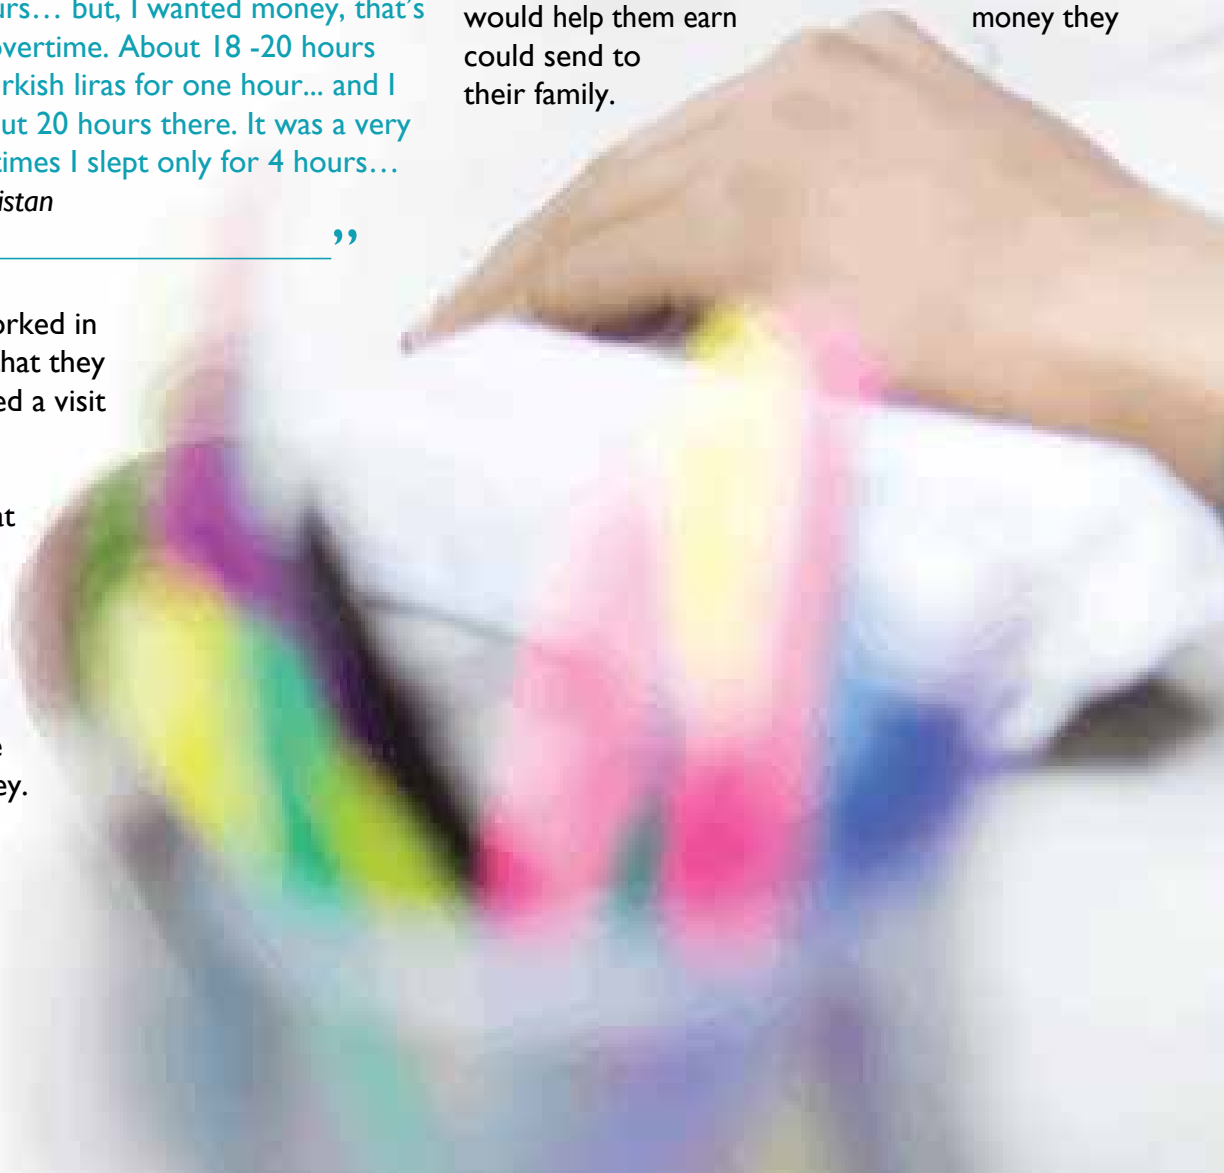 urs… but, I wanted money, that's
overtime. About 18 -20 hours
rkish liras for one hour... and I
ut 20 hours there. It was a very
times I slept only for 4 hours…
istan
”
orked in
hat they
ed a visit
at
e
ey.
would help them earn money they
could send to
their family.